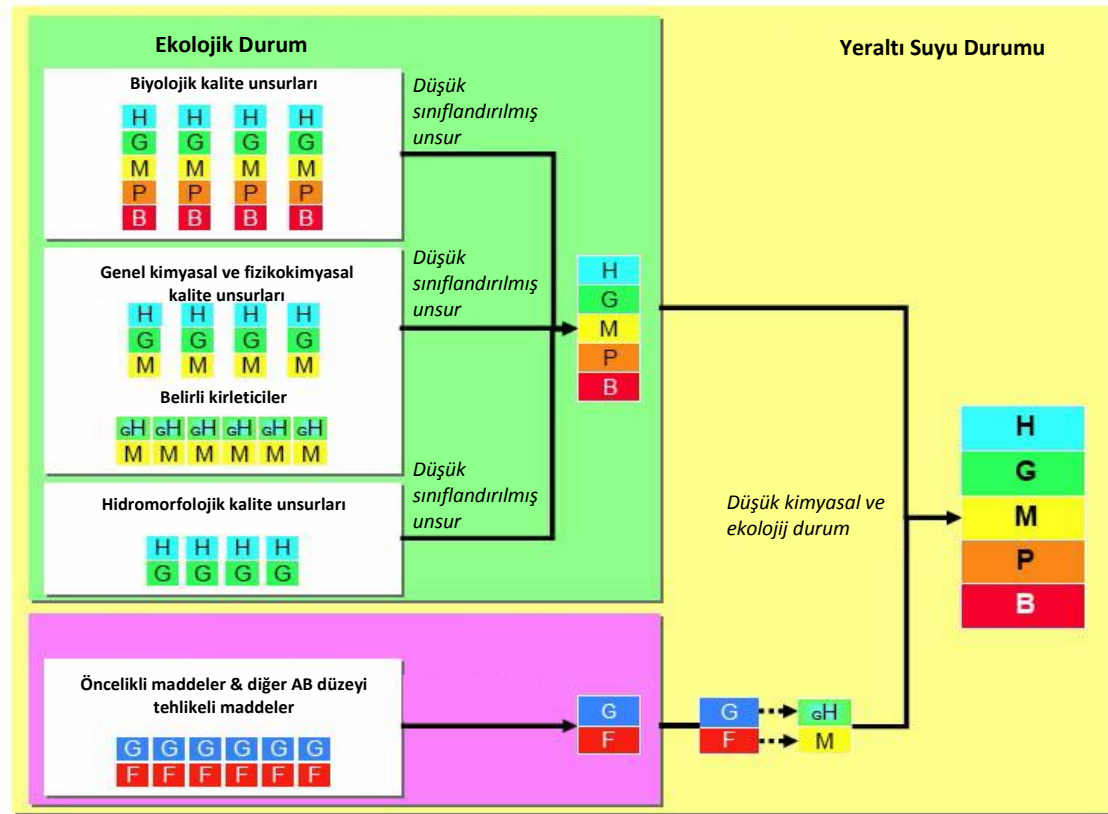 Ekolojik Durum
Yeraltı Suyu Durumu
Biyolojik kalite unsurları
H H H H
G G G G
M M M M
P P P P
B B B B
Düşük
sınıflandırılmış
unsur
Genel kimyasal ve fizikokimyasal
kalite unsurları
H H H H
G G G G
M M M M
Belirli kirleticiler
GH GH GH GH GH GH
M M M M M M
Düşük
sınıflandırılmış
unsur
Hidromorfolojik kalite unsurları
H H H H
G G G G
Düşük
sınıflandırılmış
unsur
H
G
M
P
B
Düşük kimyasal ve
ekolojij durum
H
G
M
P
B
Öncelikli maddeler & diğer AB düzeyi
tehlikeli maddeler
G G G G G G
F F F F F F
G
F
G
F
GH
M